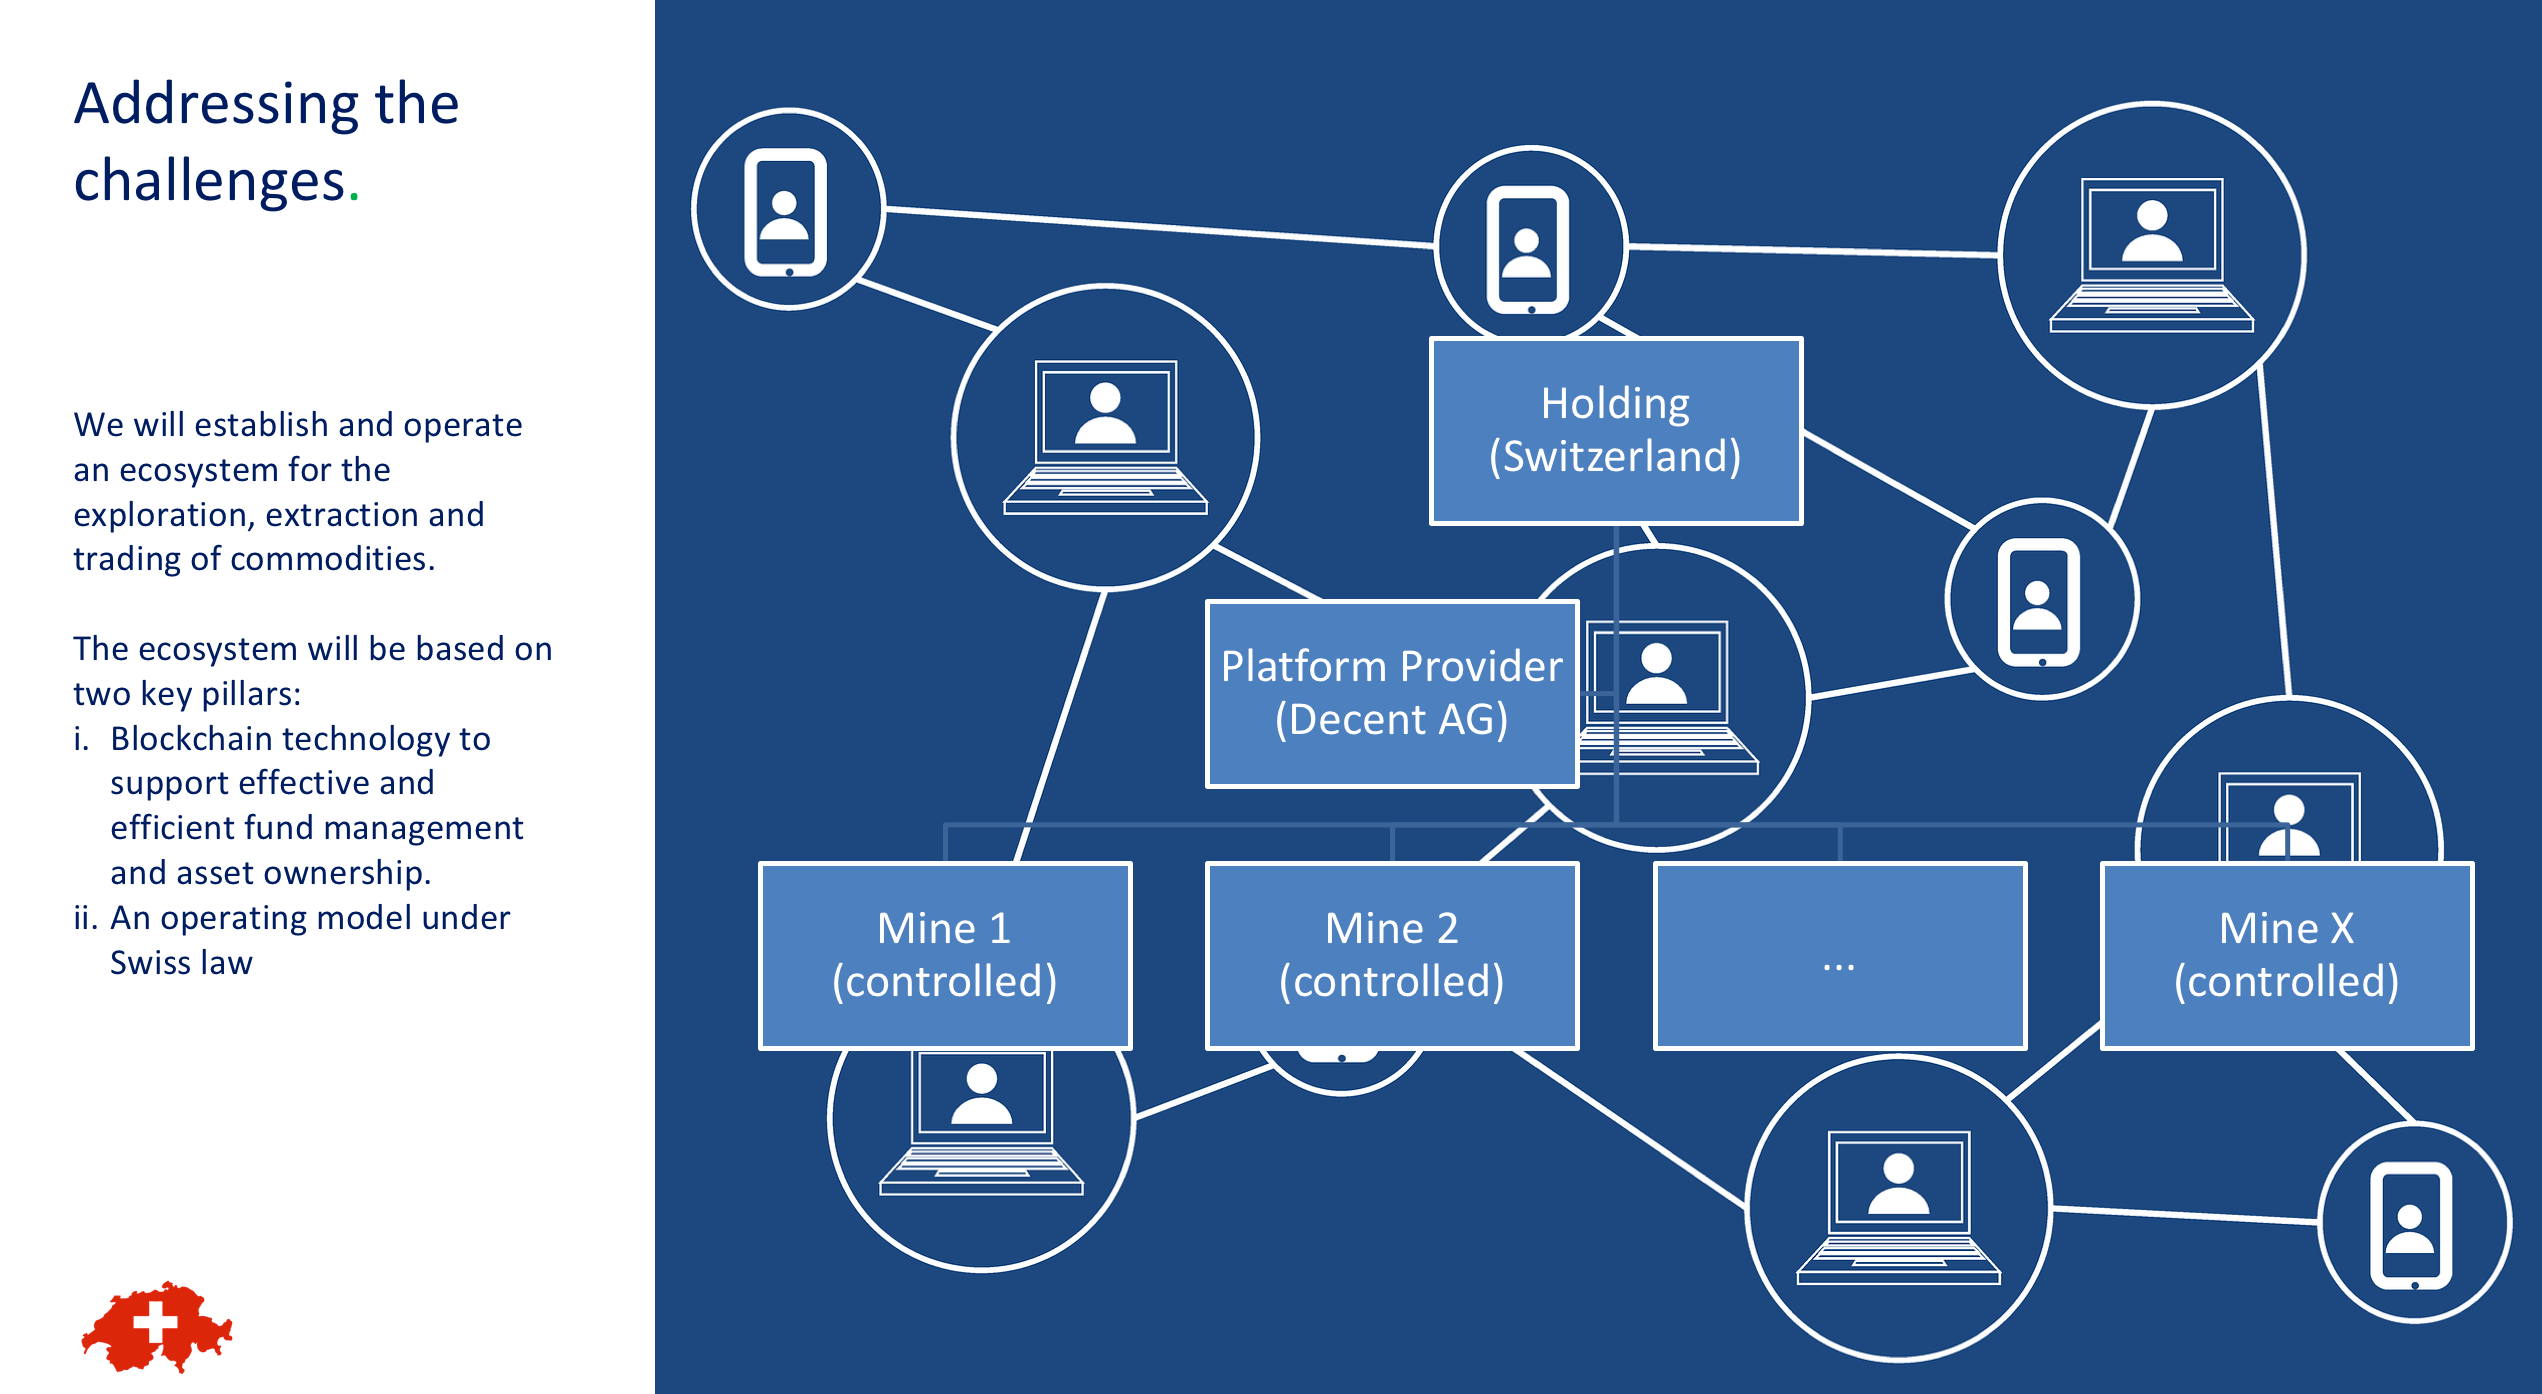 Addressing the
challenges.
We will establish and operate
an ecosystem for the
exploration, extraction and
trading of commodities.
The ecosystem will be based on
two key pillars:
i. Blockchain technology to
support effective and
efficient fund management
and asset ownership.
ii. An operating model under
Swiss law
Holding
(Switzerland)
Platform Provider
(Decent AG)
Mine 1
(controlled)
Mine 2
(controlled)
...
Mine X
(controlled)